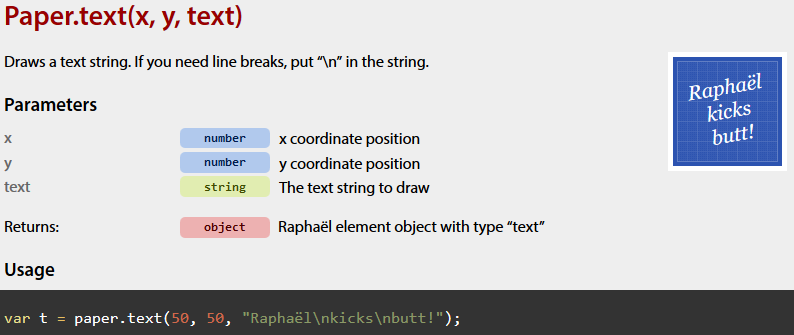 Paper.text(x, y, text)
Draws a text string. If you need line breaks, put “\n” in the string.
Raphaël
kicks
butt!
Parameters
x number x coordinate position
y number y coordinate position
text string The text string to draw
Returns: object Raphaël element object with type “text”
Usage
var t = paper.text(50, 50, "Raphaël\nkicks\nbutt!");